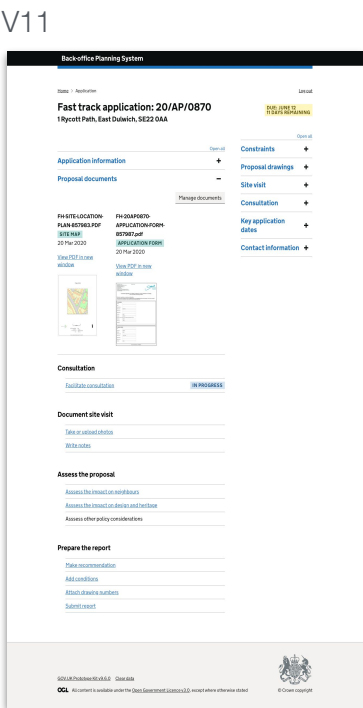 V11
Back-office Planning System
Home > Application
Log out
Fast track application: 20/AP/0870
DUE: JUNE 12
11 DAYS REMAINING
1 Rycott Path, East Dulwich, SE22 0AA
Open all
Application information +
Proposal documents −
Manage documents
FH-SITE-LOCATION-
PLAN-857983.PDF
SITE MAP
20 Mar 2020
View PDF in new
window
FH-20AP0870-
APPLICATION-FORM-
857987.pdf
APPLICATION FORM
20 Mar 2020
View PDF in new
window
Open all
Constraints +
Proposal drawings +
Site visit +
Consultation +
Key application
dates +
Contact information +
Consultation
Facilitate consultation IN PROGRESS
Document site visit
Take or upload photos
Write notes
Assess the proposal
Asssess the impact on neighbours
Asssess the impact on design and heritage
Asssess other policy considerations
Prepare the report
Make recommendation
Add conditions
Attach drawing numbers
Submit report
GOV.UK Prototype Kit v9.6.0 Clear data
OGL All content is available under the Open Government Licence v3.0, except where otherwise stated
© Crown copyright